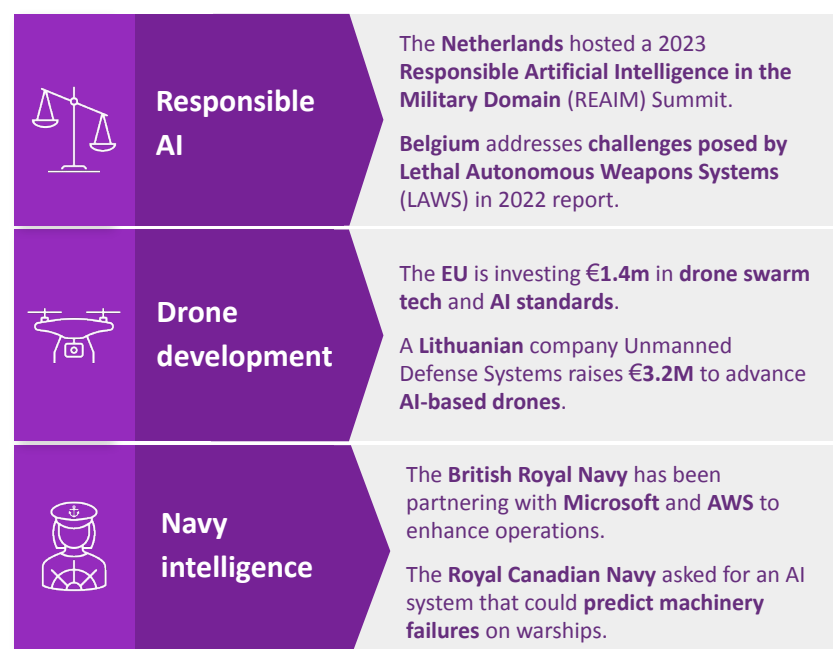 Responsible
AI
The Netherlands hosted a 2023
Responsible Artificial Intelligence in the
Military Domain (REAIM) Summit.
Belgium addresses challenges posed by
Lethal Autonomous Weapons Systems
(LAWS) in 2022 report.
Drone
development
The EU is investing €1.4m in drone swarm
tech and AI standards.
A Lithuanian company Unmanned
Defense Systems raises €3.2M to advance
AI-based drones.
Navy
intelligence
The British Royal Navy has been
partnering with Microsoft and AWS to
enhance operations.
The Royal Canadian Navy asked for an AI
system that could predict machinery
failures on warships.